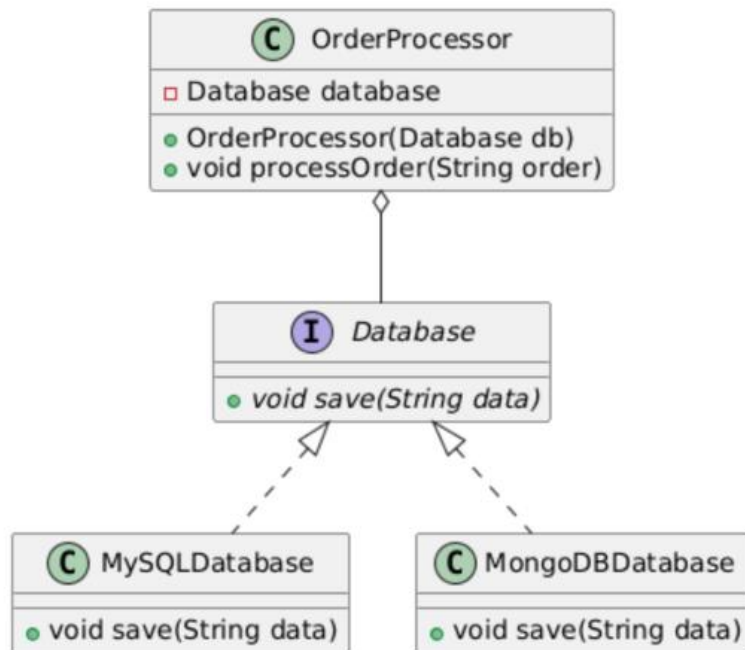 C OrderProcessor
Database database
OrderProcessor(Database db)
void processOrder(String order)
I Database
void save(String data)
C MySQLDatabase
void save(String data)
C MongoDBDatabase
void save(String data)